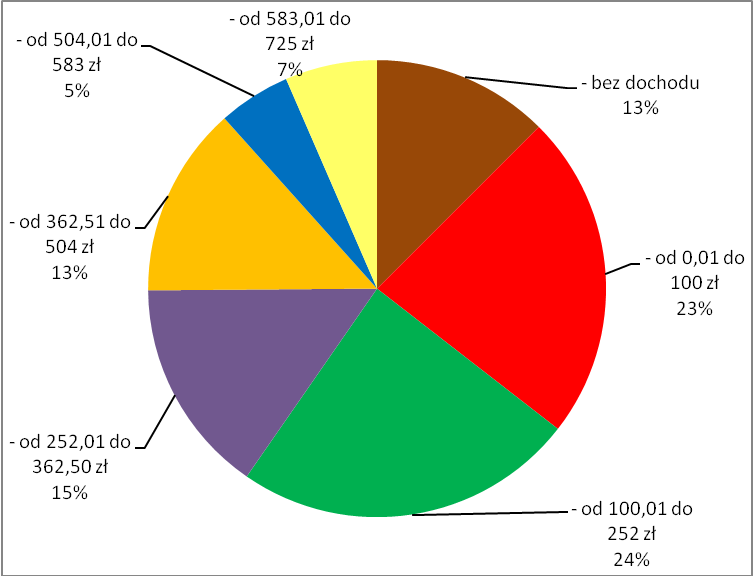 - od 583,01 do
725 zł
7%
- od 504,01 do
583 zł
5%
- bez dochodu
13%
- od 362,51 do
504 zł
13%
- od 0,01 do
100 zł
23%
- od 252,01 do
362,50 zł
15%
- od 100,01 do
252 zł
24%